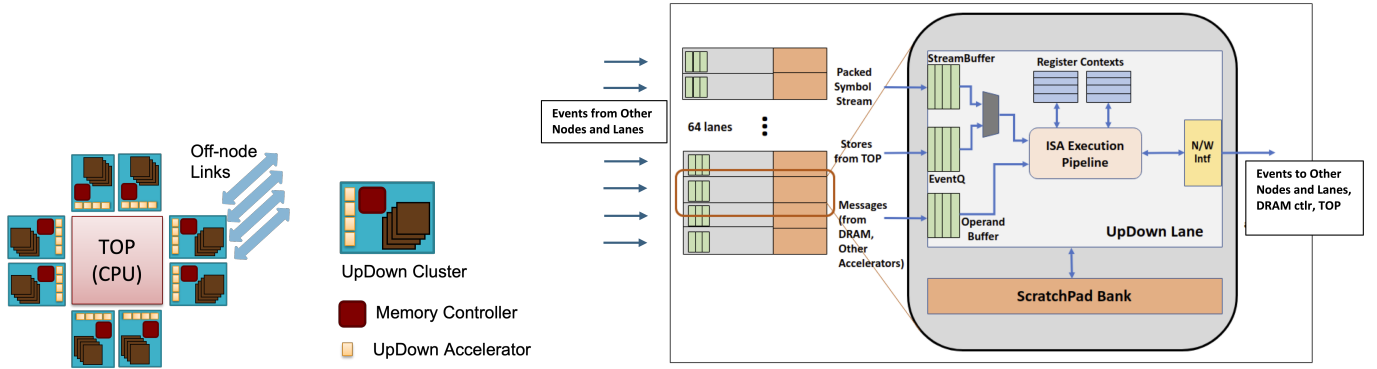 Off-node
Links
TOP
(CPU)
UpDown Cluster
Memory Controller
UpDown Accelerator
Events from Other
Nodes and Lanes
64 lanes
Packed
Symbol
Stream
Stores
from TOP
Messages
(from
DRAM,
Other
Accelerators)
StreamBuffer
EventQ
Operand
Buffer
Register Contexts
ISA Execution
Pipeline
N/W
Intf
UpDown Lane
ScratchPad Bank
Events to Other
Nodes and Lanes,
DRAM ctlr, TOP